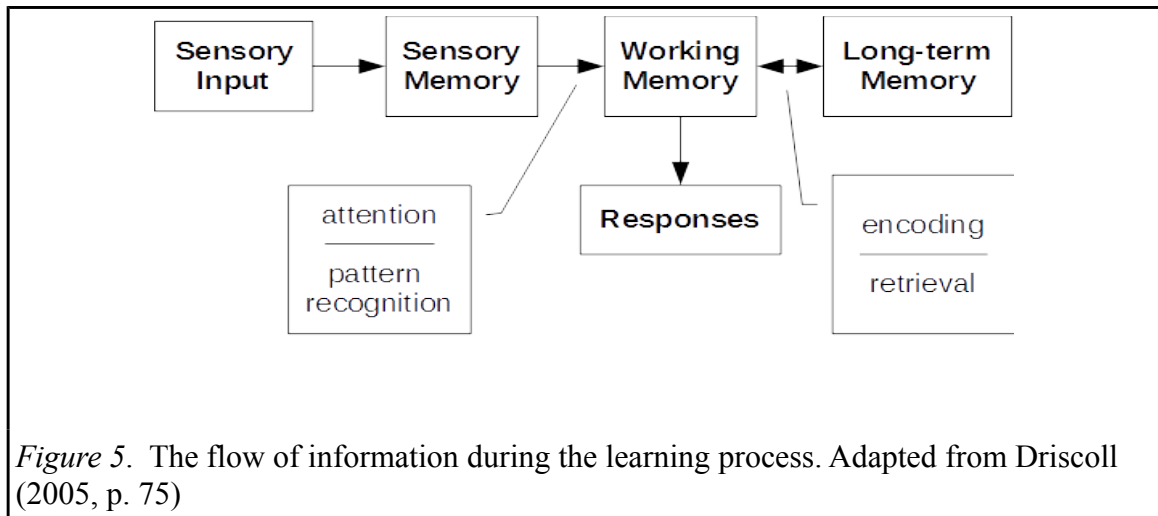 Sensory
Input
Sensory
Memory
Working
Memory
Long-term
Memory
attention
pattern
recognition
Responses
encoding
retrieval
Figure 5. The flow of information during the learning process. Adapted from Driscoll
(2005, p. 75)